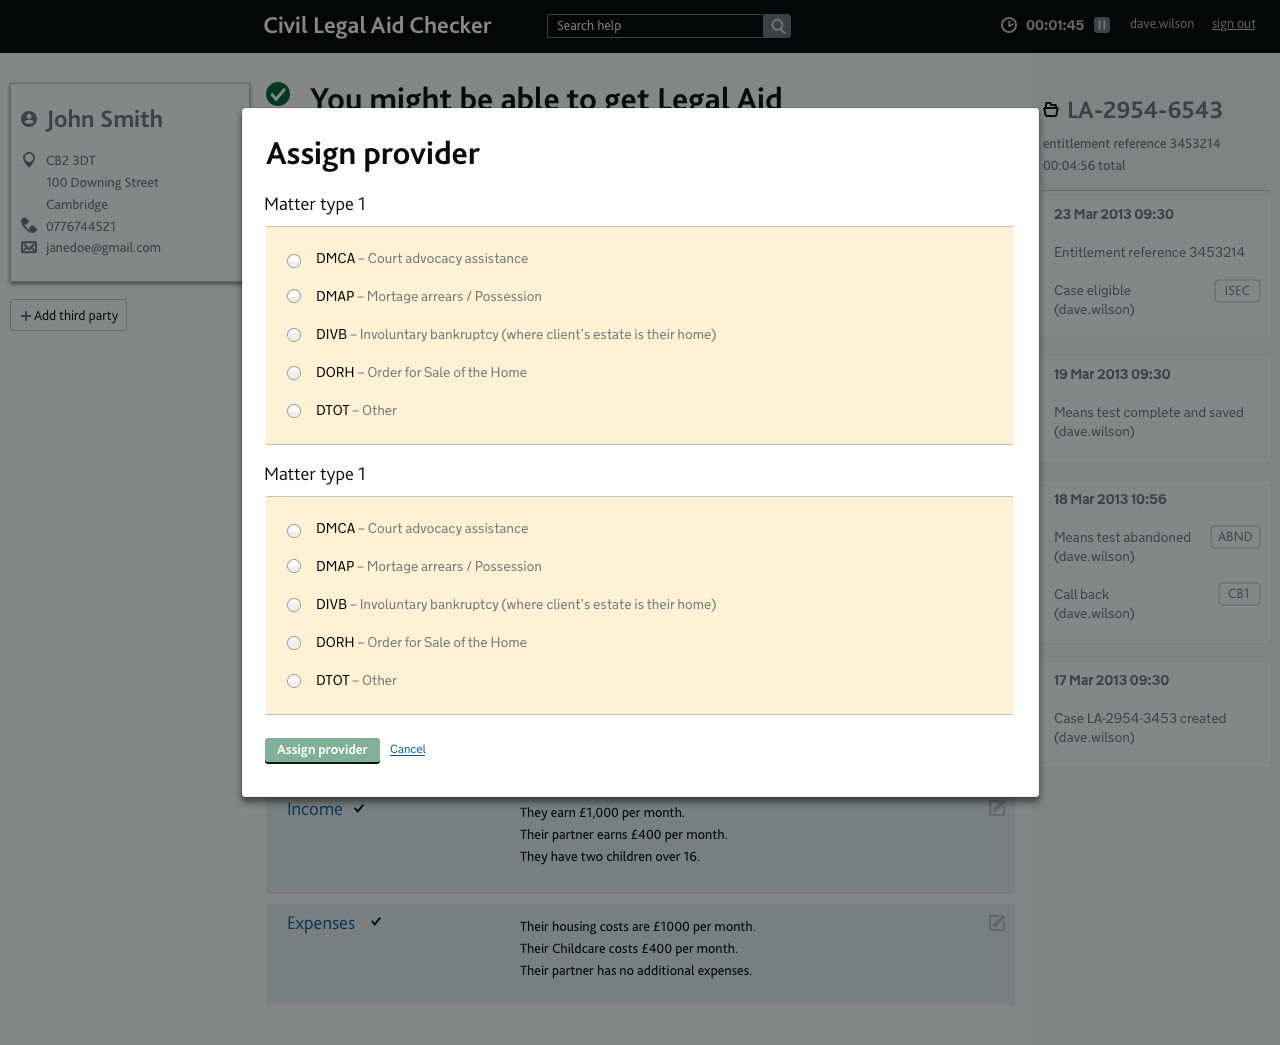 Civil Legal Aid Checker
Search help
00:01:45
dave.wilson
sign out
John Smith
CB2 3DT
100 Downing Street
Cambridge
0776744521
janedoe@gmail.com
+ Add third party
You might be able to get Legal Aid
Assign provider
Matter type 1
DMCA – Court advocacy assistance
DMAP – Mortage arrears / Possession
DIVB – Involuntary bankruptcy (where client's estate is their home)
DORH – Order for Sale of the Home
DTOT – Other
Matter type 1
DMCA – Court advocacy assistance
DMAP – Mortage arrears / Possession
DIVB – Involuntary bankruptcy (where client's estate is their home)
DORH – Order for Sale of the Home
DTOT – Other
Assign provider
Cancel
Income
They earn £1,000 per month.
Their partner earns £400 per month.
They have two children over 16.
Expenses
Their housing costs are £1000 per month.
Their Childcare costs £400 per month.
Their partner has no additional expenses.
LA-2954-6543
entitlement reference 3453214
00:04:56 total
23 Mar 2013 09:30
Entitlement reference 3453214
Case eligible
(dave.wilson)
ISEC
19 Mar 2013 09:30
Means test complete and saved
(dave.wilson)
18 Mar 2013 10:56
Means test abandoned
(dave.wilson)
ABND
Call back
(dave.wilson)
CB1
17 Mar 2013 09:30
Case LA-2954-3453 created
(dave.wilson)